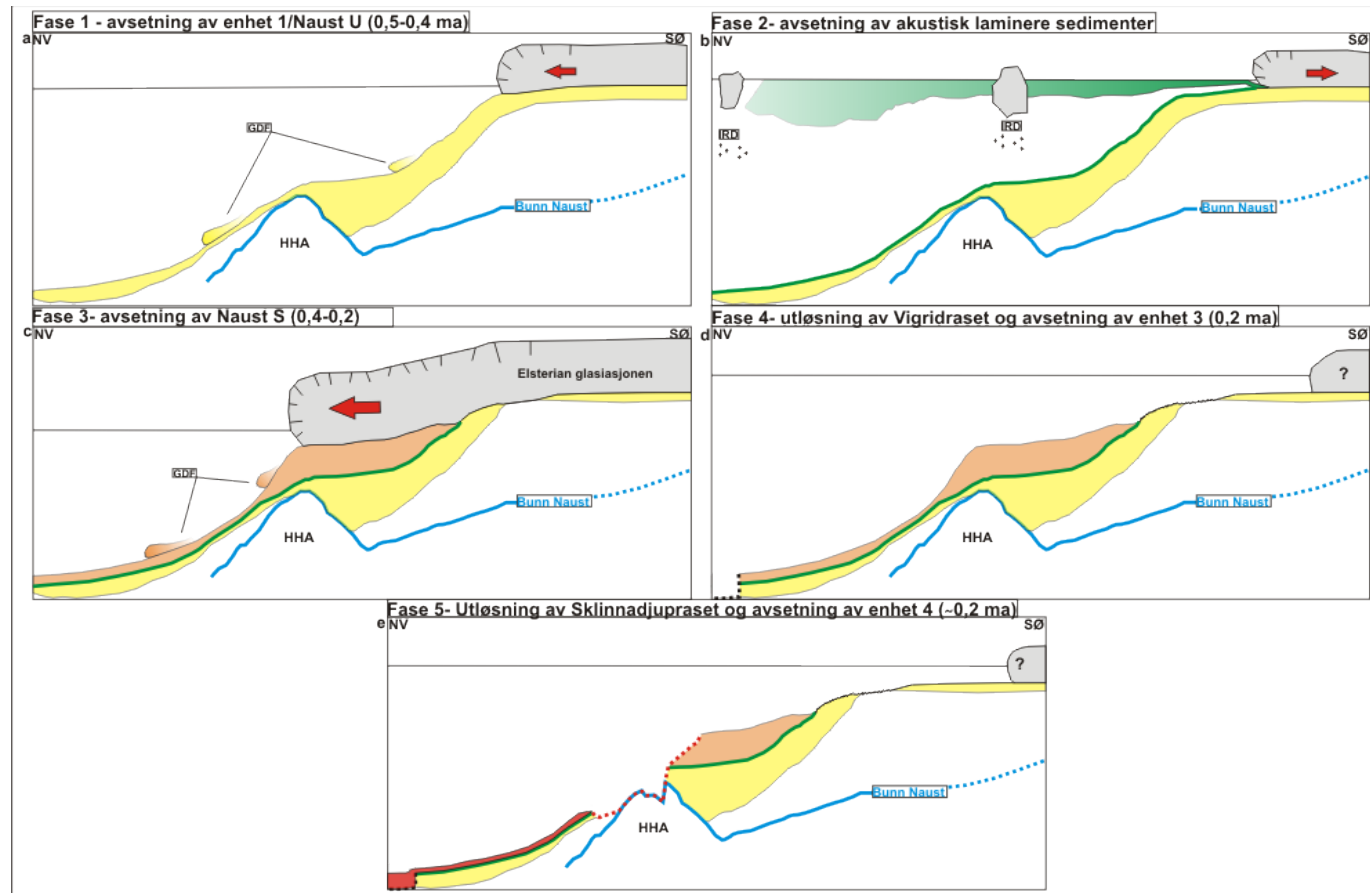 Fase 1 - avsetning av enhet 1/Naust U (0,5-0,4 ma)
a NV
SØ
GDF
HHA
Bunn Naust
Fase 2- avsetning av akustisk laminere sedimenter
b NV
SØ
IRD
IRD
HHA
Bunn Naust
Fase 3- avsetning av Naust S (0,4-0,2)
c NV
SØ
Elsterian glasiasjonen
GDF
HHA
Bunn Naust
Fase 4- utløsning av Vigridraset og avsetning av enhet 3 (0,2 ma)
d NV
SØ
?
HHA
Bunn Naust
Fase 5- Utløsning av Sklinnadjupraset og avsetning av enhet 4 (~0,2 ma)
e NV
SØ
?
HHA
Bunn Naust